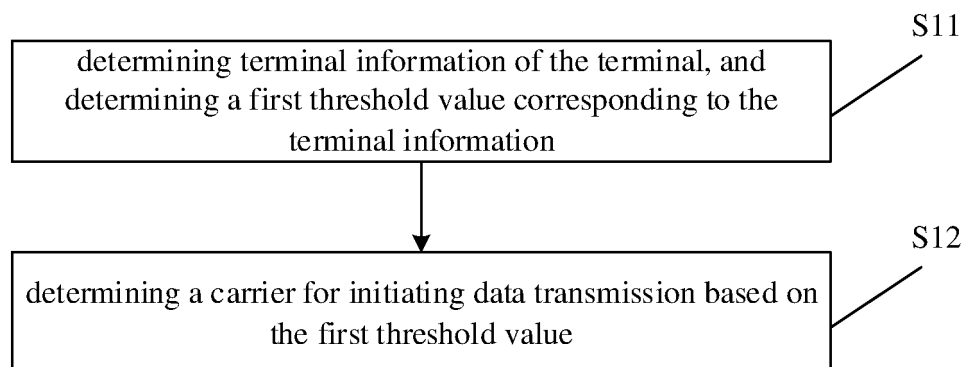 S11
determining terminal information of the terminal, and
determining a first threshold value corresponding to the
terminal information
S12
determining a carrier for initiating data transmission based on
the first threshold value